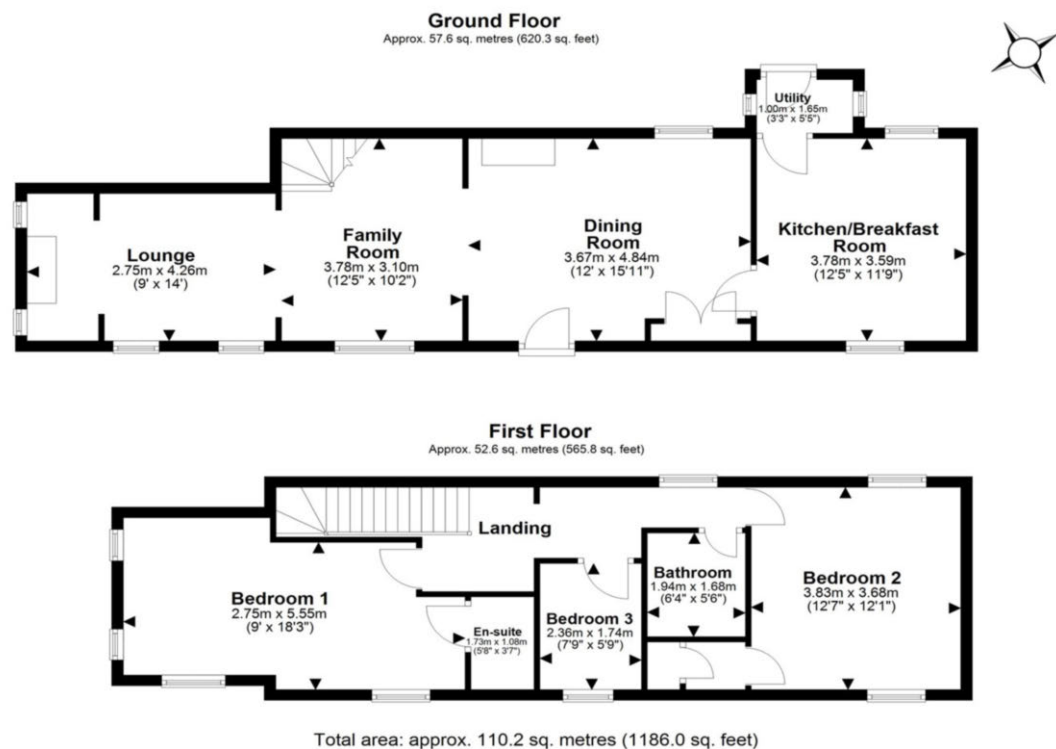 Ground Floor
Approx. 57.6 sq. metres (620.3 sq. feet)
Utility
1.00m x 1.65m
(3'3" x 5'5")
Lounge
2.75m x 4.26m
(9' x 14')
Family
Room
3.78m x 3.10m
(12'5" x 10'2")
Dining
Room
3.67m x 4.84m
(12' x 15'11")
Kitchen/Breakfast
Room
3.78m x 3.59m
(12'5" x 11'9")
First Floor
Approx. 52.6 sq. metres (565.8 sq. feet)
Landing
Bedroom 1
2.75m x 5.55m
(9' x 18'3")
En-suite
1.73m x 1.08m
(5'8" x 3'7")
Bedroom 3
2.36m x 1.74m
(7'9" x 5'9")
Bathroom
1.94m x 1.68m
(6'4" x 5'6")
Bedroom 2
3.83m x 3.68m
(12'7" x 12'1")
Total area: approx. 110.2 sq. metres (1186.0 sq. feet)